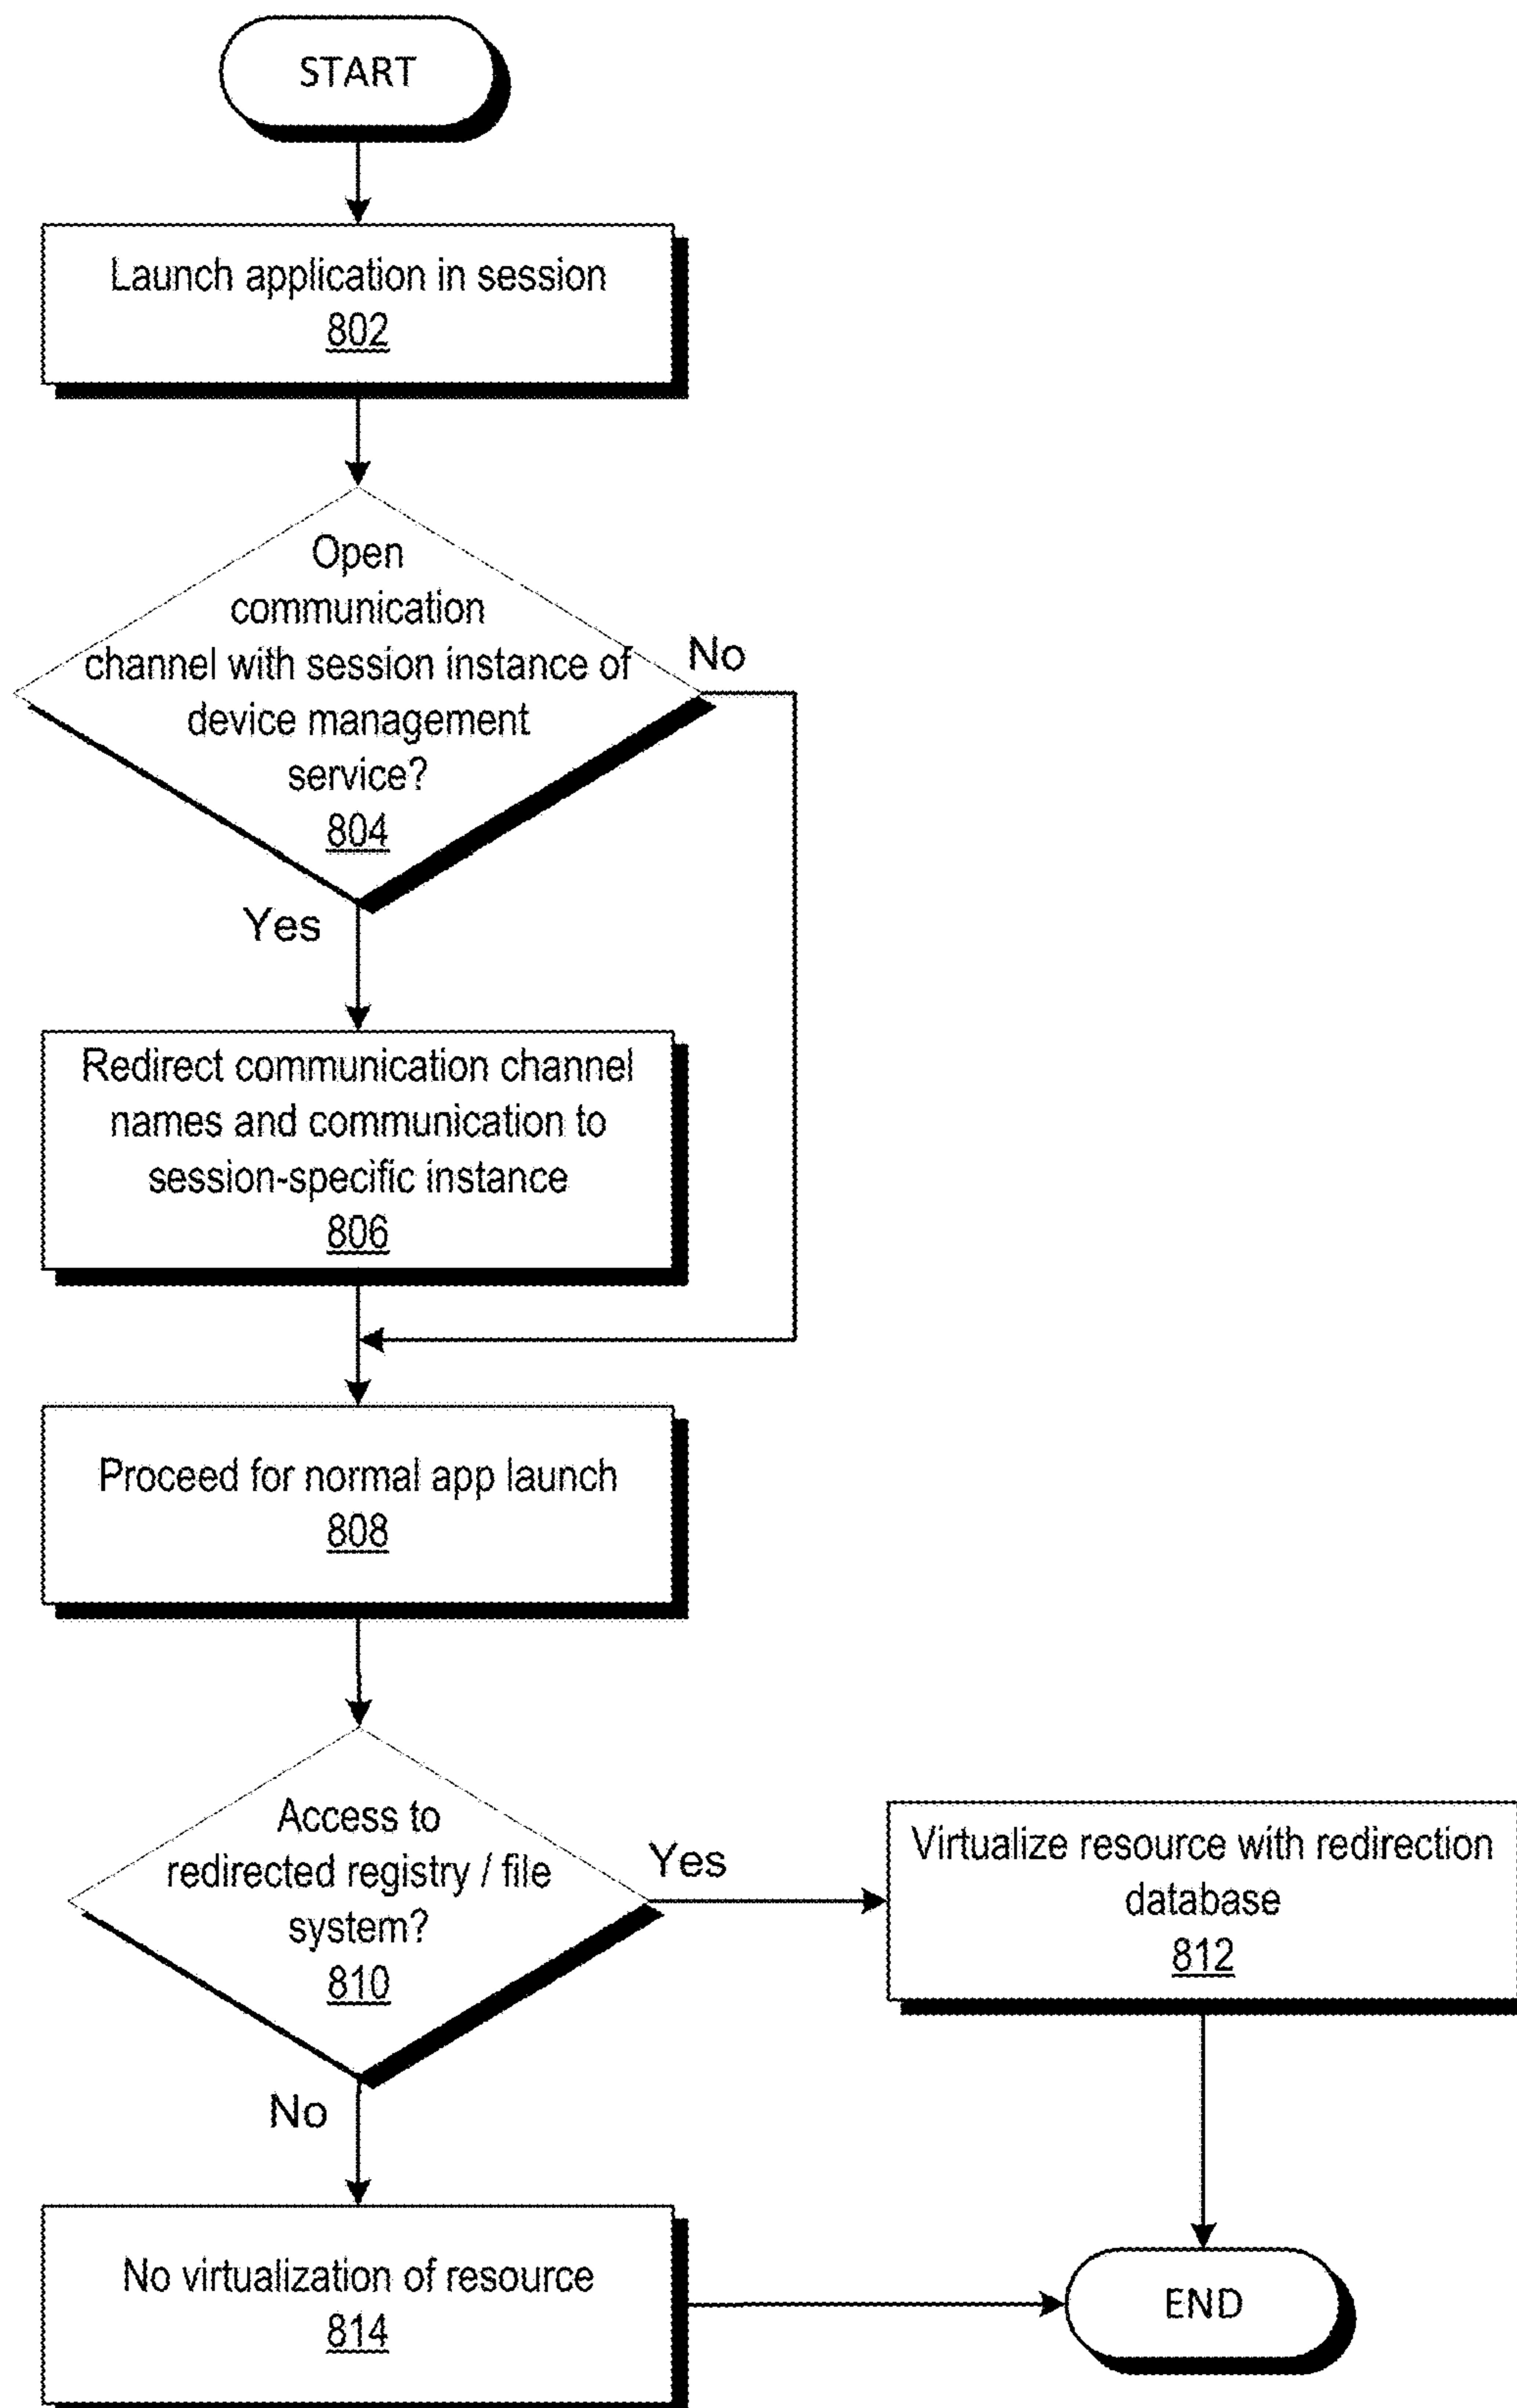 START
Launch application in session
802
Open
communication
channel with session instance of
device management
service?
804
No
Yes
Redirect communication channel
names and communication to
session-specific instance
806
Proceed for normal app launch
808
Access to
redirected registry / file
system?
810
Yes
Virtualize resource with redirection
database
812
No
No virtualization of resource
814
END